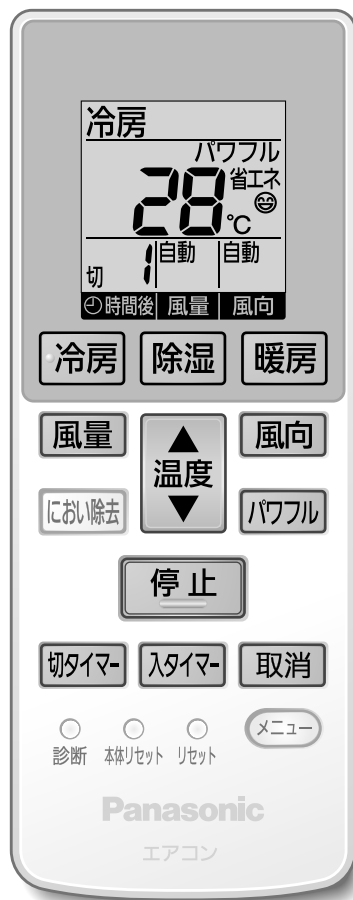 冷房
パワフル
28℃ 省エネ
切 1 自動 自動
時間後 風量 風向
冷房 除湿 暖房
風量 温度 風向
におい除去 パワフル
停止
切タイマー 入タイマー 取消
メニュー
診断 本体リセット リセット
Panasonic
エアコン